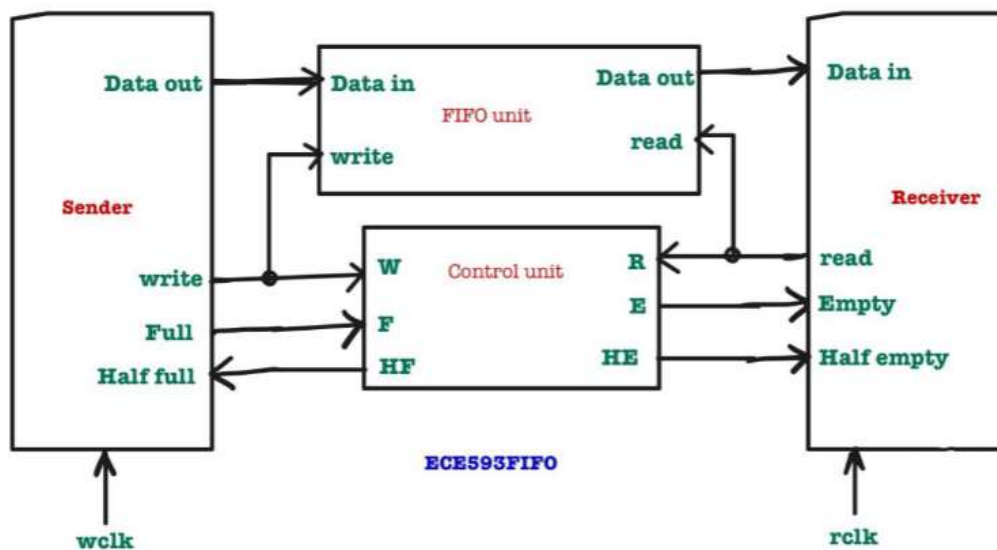 Data out
Data in
FIFO unit
Data out
Data in
write
read
Sender
Receiver
write
W
Control unit
R
read
Full
F
E
Empty
Half full
HF
HE
Half empty
ECE593FIFO
wclk
rclk